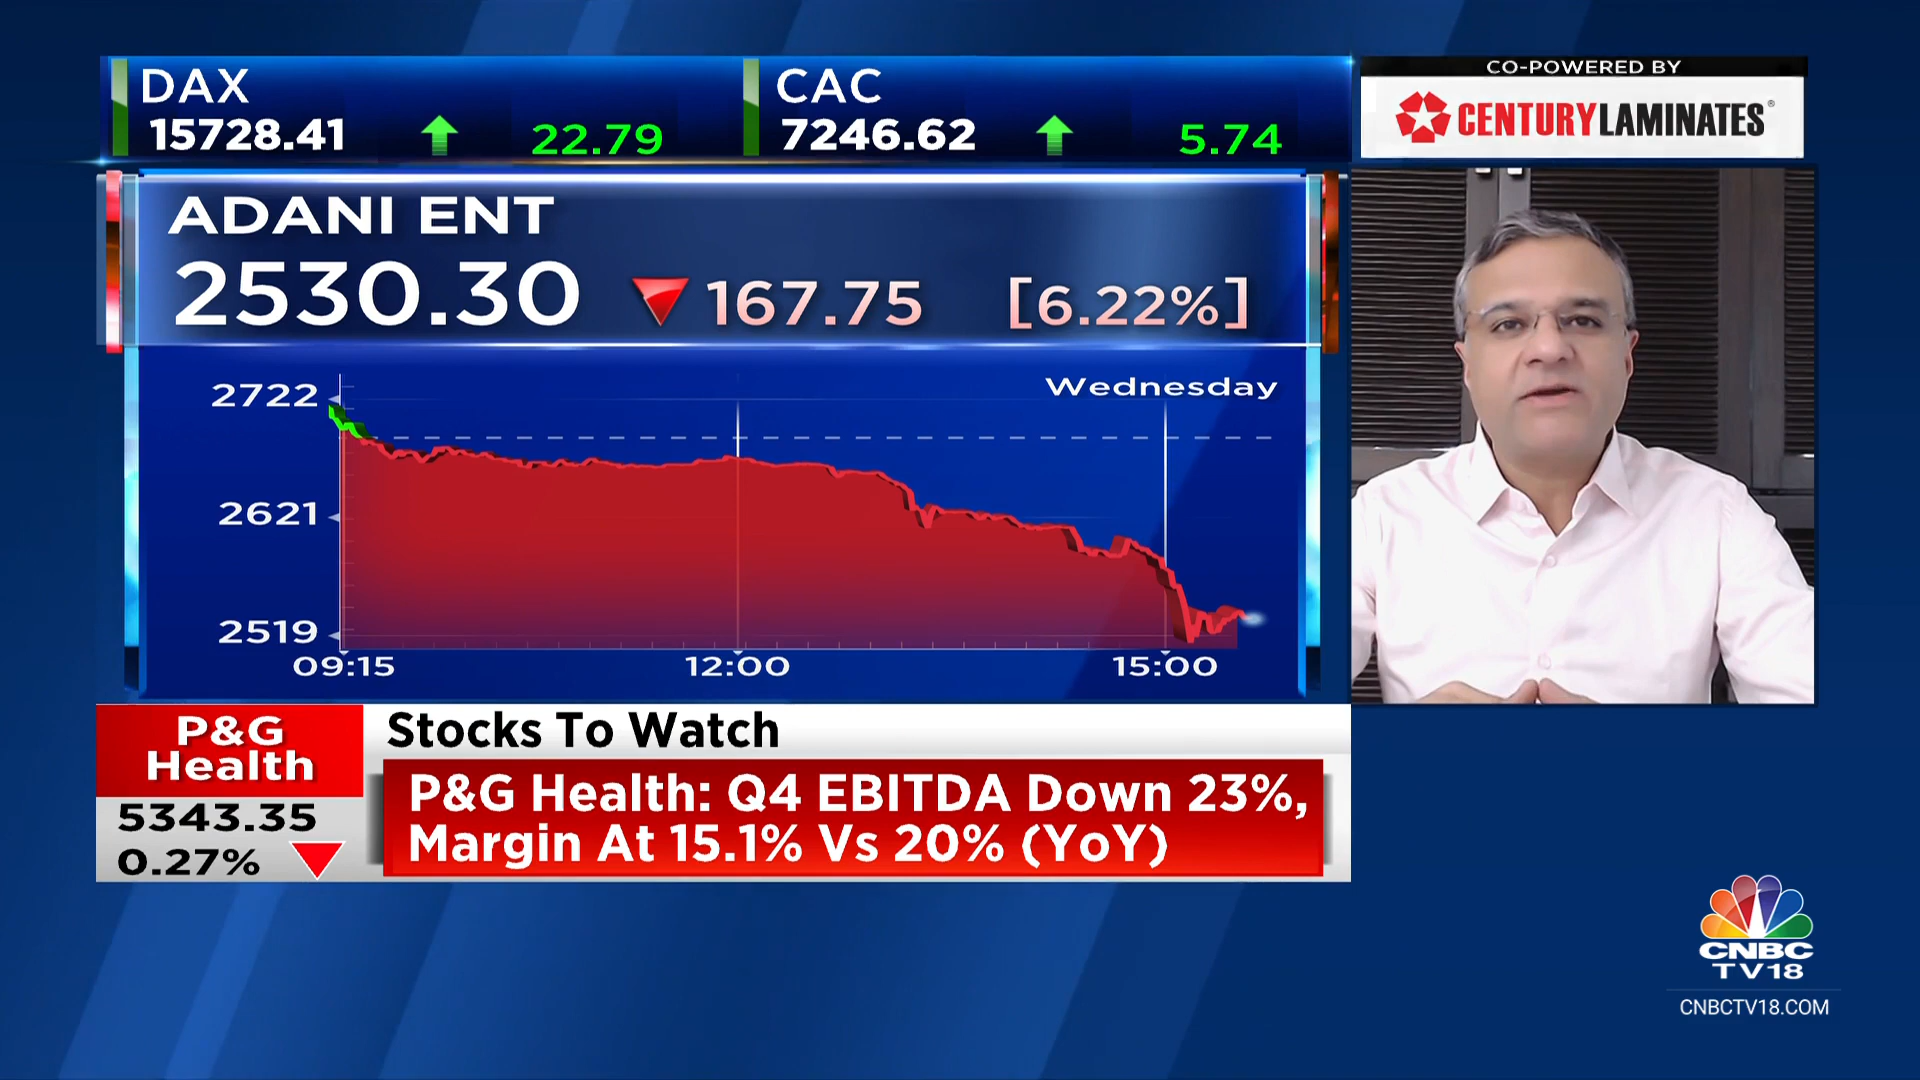 DAX
15728.41 22.79
CAC
7246.62 5.74
CO-POWERED BY
CENTURYLAMINATES®
ADANI ENT
2530.30 167.75 [6.22%]
Wednesday
2722
2621
2519
09:15 12:00 15:00
P&G
Health
5343.35
0.27%
Stocks To Watch
P&G Health: Q4 EBITDA Down 23%,
Margin At 15.1% Vs 20% (YoY)
CNBC
TV18
CNBCTV18.COM